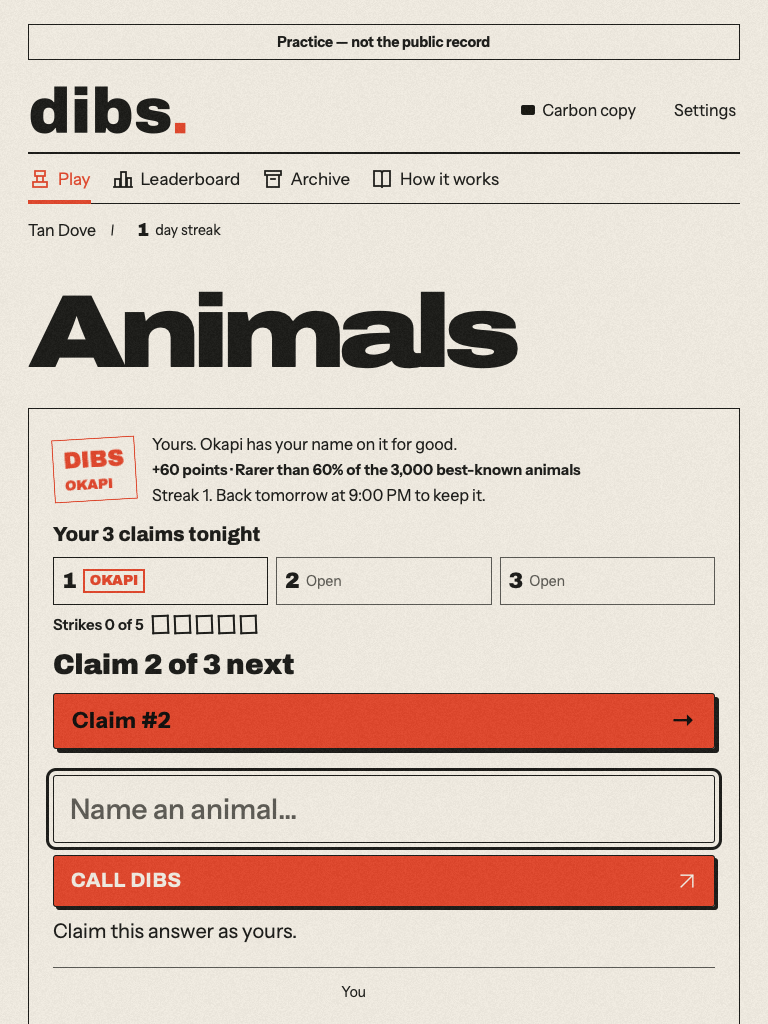 Practice — not the public record
dibs.
Carbon copy
Settings
Play
Leaderboard
Archive
How it works
Tan Dove / 1 day streak
Animals
DIBS
OKAPI
Yours. Okapi has your name on it for good.
+60 points · Rarer than 60% of the 3,000 best-known animals
Streak 1. Back tomorrow at 9:00 PM to keep it.
Your 3 claims tonight
1 OKAPI
2 Open
3 Open
Strikes 0 of 5
Claim 2 of 3 next
Claim #2 →
Name an animal...
CALL DIBS
Claim this answer as yours.
You